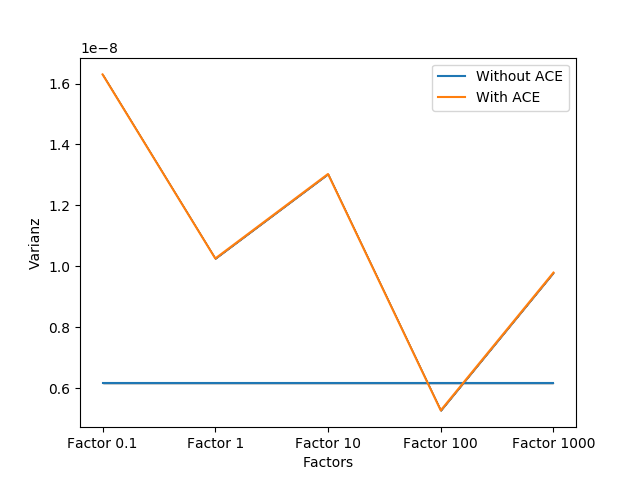 1e−8
Without ACE
With ACE
1.6
1.4
1.2
1.0
0.8
0.6
Varianz
Factor 0.1
Factor 1
Factor 10
Factor 100
Factor 1000
Factors